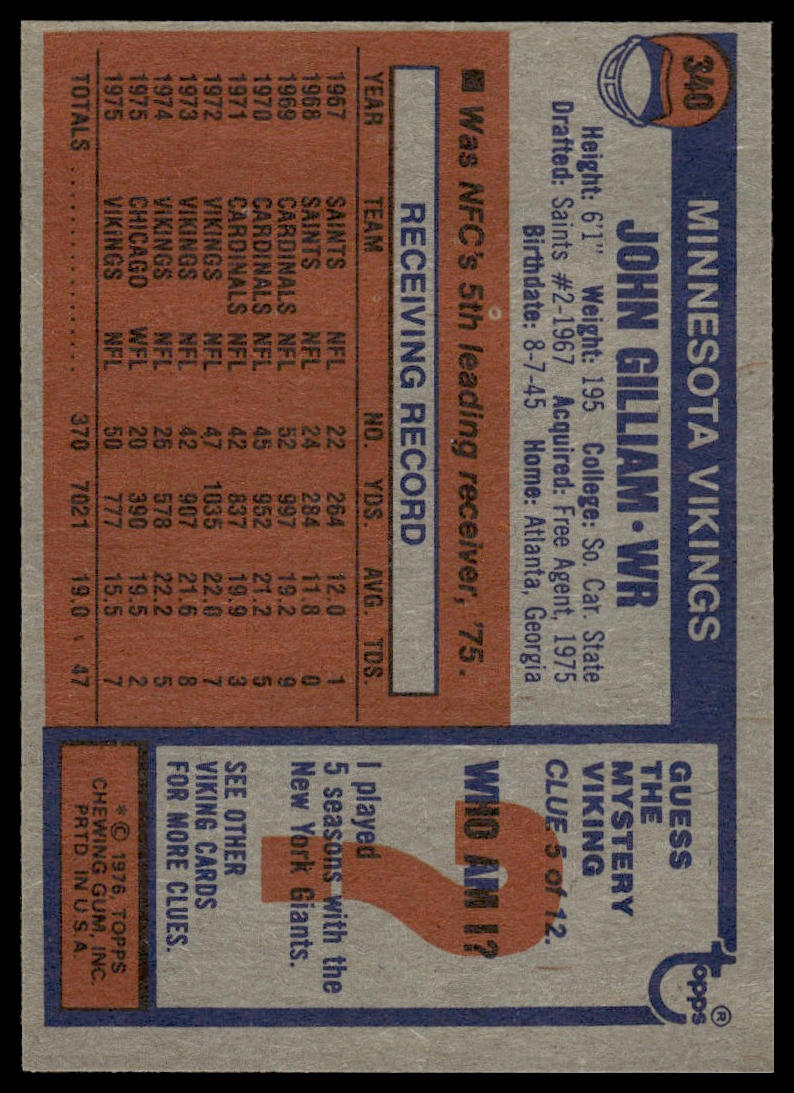 340
MINNESOTA VIKINGS
JOHN GILLIAM • WR
Height: 6'1" Weight: 195 College: So. Car. State
Drafted: Saints #2-1967 Acquired: Free Agent, 1975
Birthdate: 8-7-45 Home: Atlanta, Georgia
■ Was NFC's 5th leading receiver, '75.
RECEIVING RECORD
YEAR TEAM NO. YDS. AVG. TDS.
1967 SAINTS NFL 22 264 12.0 1
1968 SAINTS NFL 24 284 11.8 0
1969 CARDINALS NFL 52 997 19.2 9
1970 CARDINALS NFL 45 952 21.2 5
1971 CARDINALS NFL 42 837 19.9 3
1972 VIKINGS NFL 47 1035 22.0 7
1973 VIKINGS NFL 42 907 21.6 8
1974 VIKINGS NFL 26 578 22.2 5
1975 CHICAGO WFL 20 390 19.5 2
1975 VIKINGS NFL 50 777 15.5 7
TOTALS .................... 370 7021 19.0 47
topps ®
GUESS
THE
MYSTERY
VIKING
CLUE 5 of 12.
?
WHO AM I?
I played
5 seasons with the
New York Giants.
SEE OTHER
VIKING CARDS
FOR MORE CLUES.
* © 1976, TOPPS
CHEWING GUM, INC.
PRTD. IN U.S.A.